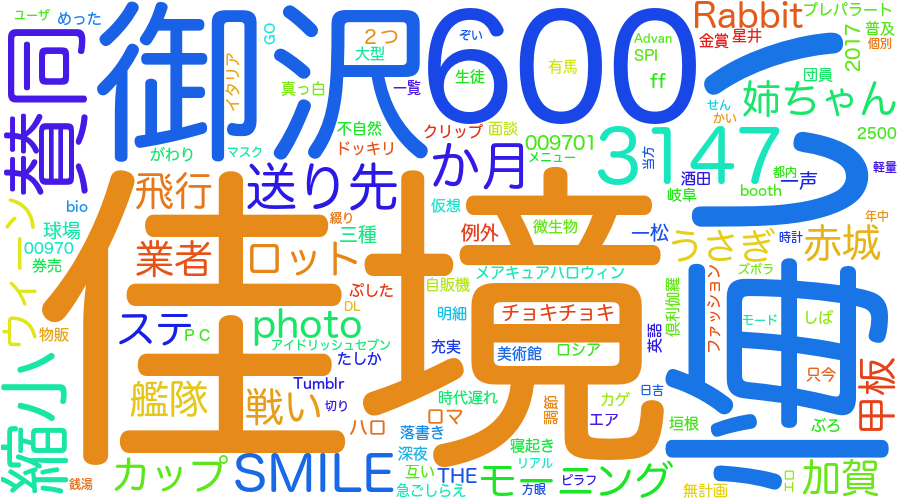 ユーザ
めった
賛同
御沢
600
２つ
大型
GO
イタリア
真っ白
一覧
ぞい
生徒
有馬
Advan
SPI
ff
Rabbit
プレパラート
金賞
星井
2017
普及
個別
団員
姉ちゃん
せん
かい
2500
不自然
クリップ
ドッキリ
面談
009701
メニュー
がわり
マスク
か月
3147
当方
酒田
都内
一声
軽量
岐阜
booth
bio
飛行
送り先
仮想
微生物
一松
うさぎ
時計
赤城
年中
球場
00970
券売
ウィーン
綴り
三種
業者
ロット
例外
メアキュアハロウィン
ズボラ
倶利伽羅
ファッション
自販機
ぷした
DL
物販
ステ
ＰＣ
photo
明細
チョキチョキ
モード
しば
アイドリッシュセブン
たしか
充実
美術館
ロシア
英語
佳境
海う
縮小
艦隊
戦い
Tumblr
切り
時代遅れ
調節
カゲ
日吉
只今
甲板
ハロ
ロマ
エア
垣根
ぶろ
落書き
深夜
寝起き
リアル
カップ
SMILE
互い
THE
急ごしらえ
モーニング
ピラフ
方眼
無計画
エロ
加賀
銭湯